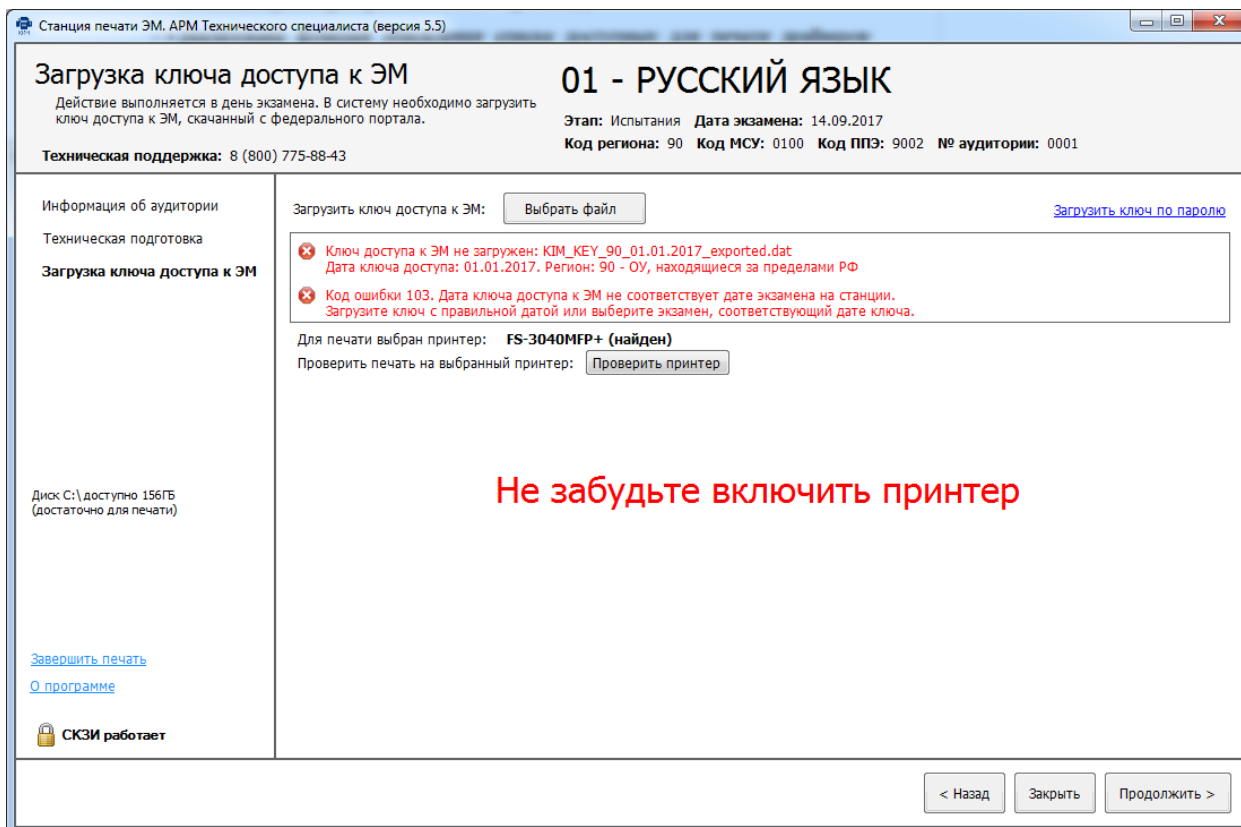 Станция печати ЭМ. АРМ Технического специалиста (версия 5.5)
Загрузка ключа доступа к ЭМ
Действие выполняется в день экзамена. В систему необходимо загрузить
ключ доступа к ЭМ, скачанный с федерального портала.
Техническая поддержка: 8 (800) 775-88-43
01 - РУССКИЙ ЯЗЫК
Этап: Испытания Дата экзамена: 14.09.2017
Код региона: 90 Код МСУ: 0100 Код ППЭ: 9002 № аудитории: 0001
Информация об аудитории
Техническая подготовка
Загрузка ключа доступа к ЭМ
Загрузить ключ доступа к ЭМ: Выбрать файл Загрузить ключ по паролю
Ключ доступа к ЭМ не загружен: KIM_KEY_90_01.01.2017_exported.dat
Дата ключа доступа: 01.01.2017. Регион: 90 - ОУ, находящиеся за пределами РФ
Код ошибки 103. Дата ключа доступа к ЭМ не соответствует дате экзамена на станции.
Загрузите ключ с правильной датой или выберите экзамен, соответствующий дате ключа.
Для печати выбран принтер: FS-3040MFP+ (найден)
Проверить печать на выбранный принтер: Проверить принтер
Не забудьте включить принтер
Диск C:\ доступно 156ГБ
(достаточно для печати)
Завершить печать
О программе
СКЗИ работает
< Назад Закрыть Продолжить >